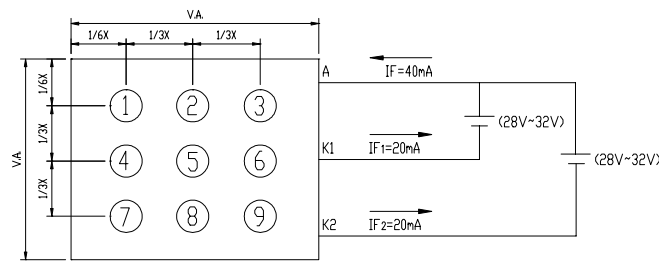 V.A.
1/6X 1/3X 1/3X
1/6X
1/3X
1/3X
V.A.
1 2 3
4 5 6
7 8 9
A IF=40mA
(28V~32V)
K1 IF1=20mA
(28V~32V)
K2 IF2=20mA